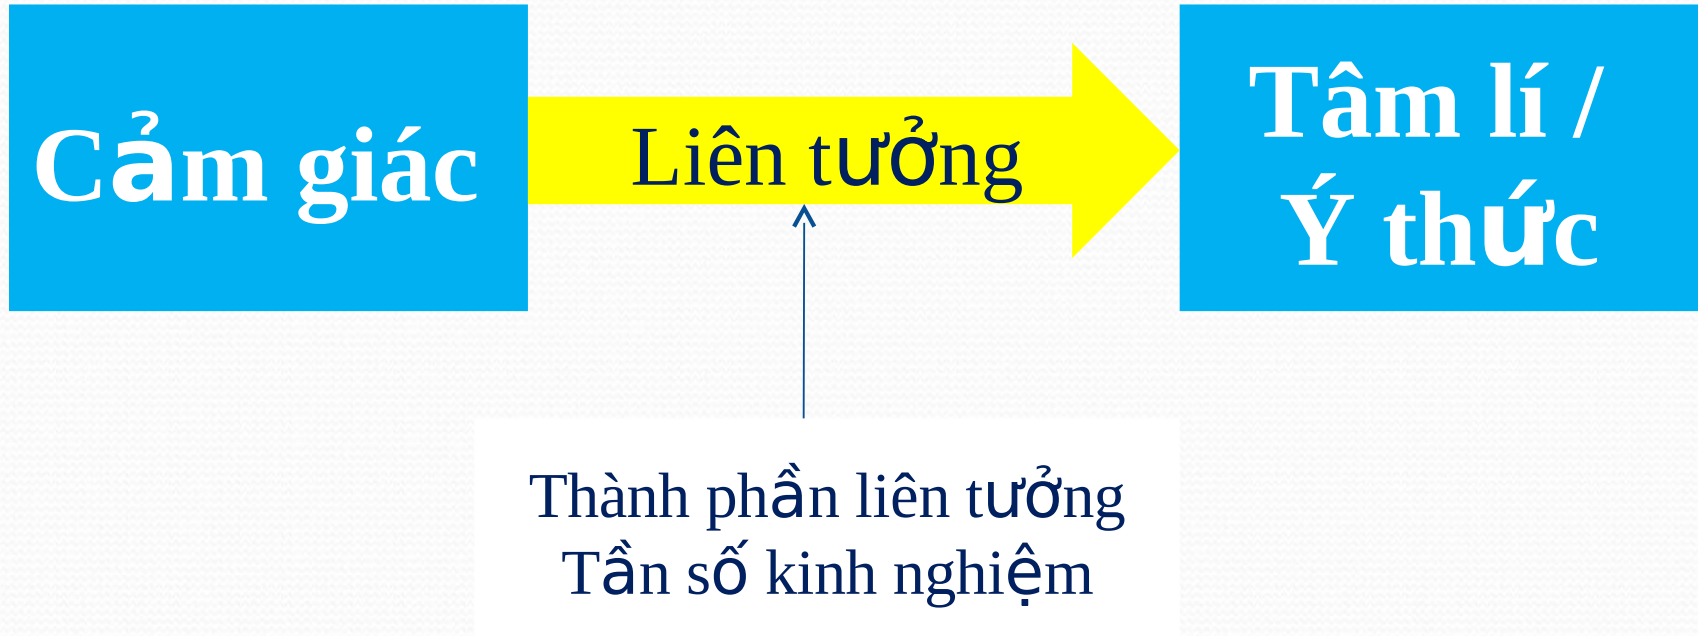 Cảm giác
Liên tưởng
Tâm lí /
Ý thức
Thành phần liên tưởng
Tần số kinh nghiệm